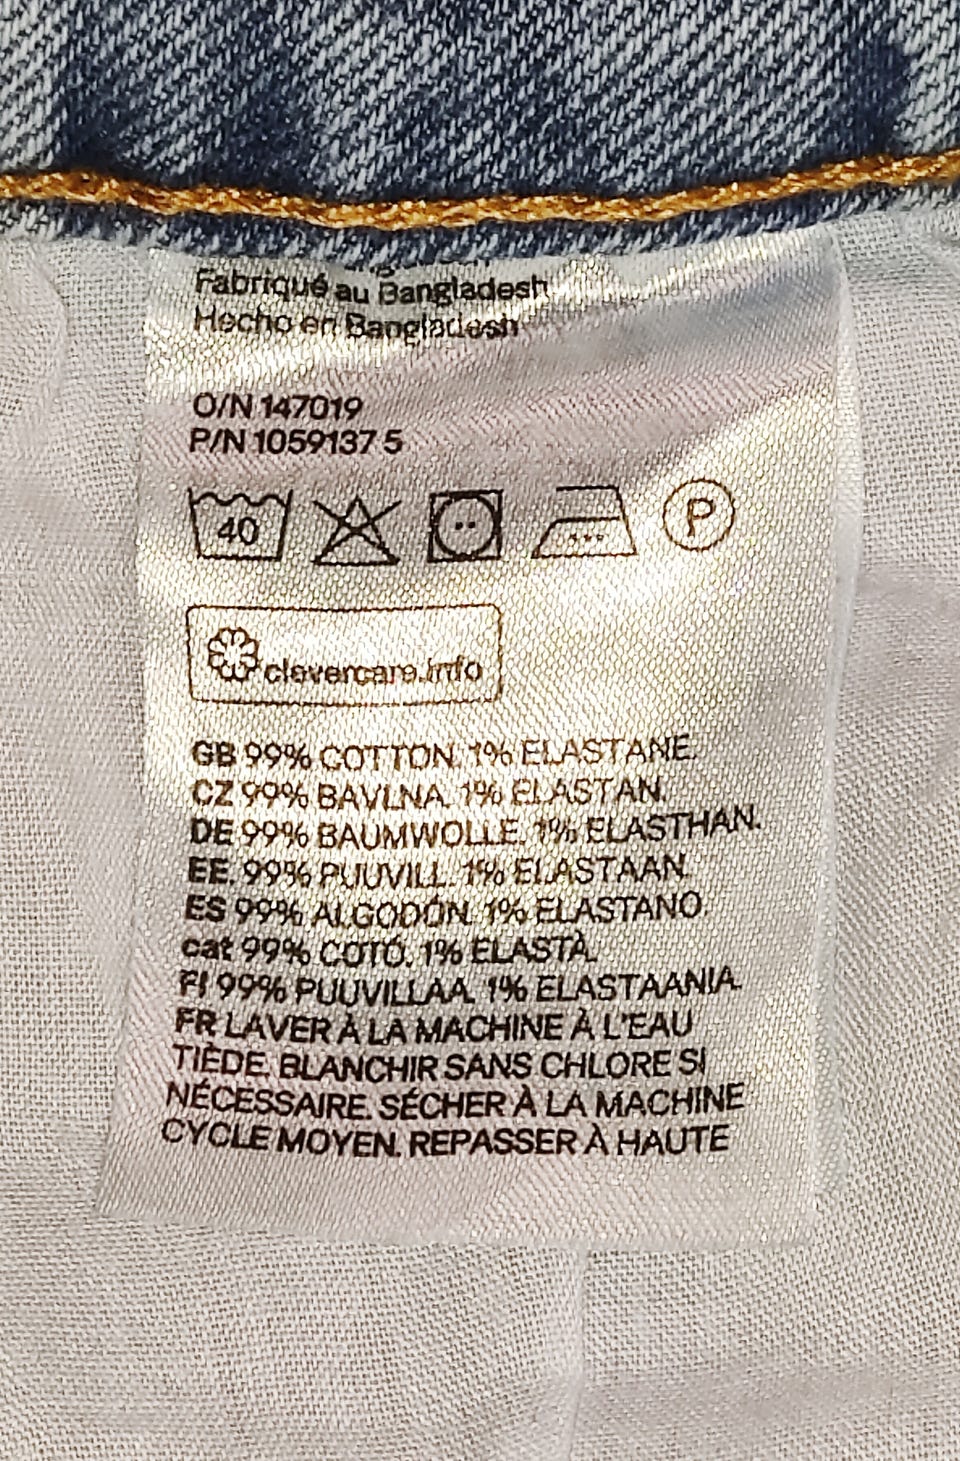 Fabriqué au Bangladesh
Hecho en Bangladesh
O/N 147019
P/N 1059137 5
40
P
clevercare.info
GB 99% COTTON. 1% ELASTANE.
CZ 99% BAVLNA. 1% ELASTAN.
DE 99% BAUMWOLLE. 1% ELASTHAN.
EE. 99% PUUVILL. 1% ELASTAAN.
ES 99% ALGODÓN. 1% ELASTANO.
cat 99% COTÓ. 1% ELASTÀ.
FI 99% PUUVILLAA. 1% ELASTAANIA.
FR LAVER À LA MACHINE À L'EAU
TIÈDE. BLANCHIR SANS CHLORE SI
NÉCESSAIRE. SÉCHER À LA MACHINE
CYCLE MOYEN. REPASSER À HAUTE